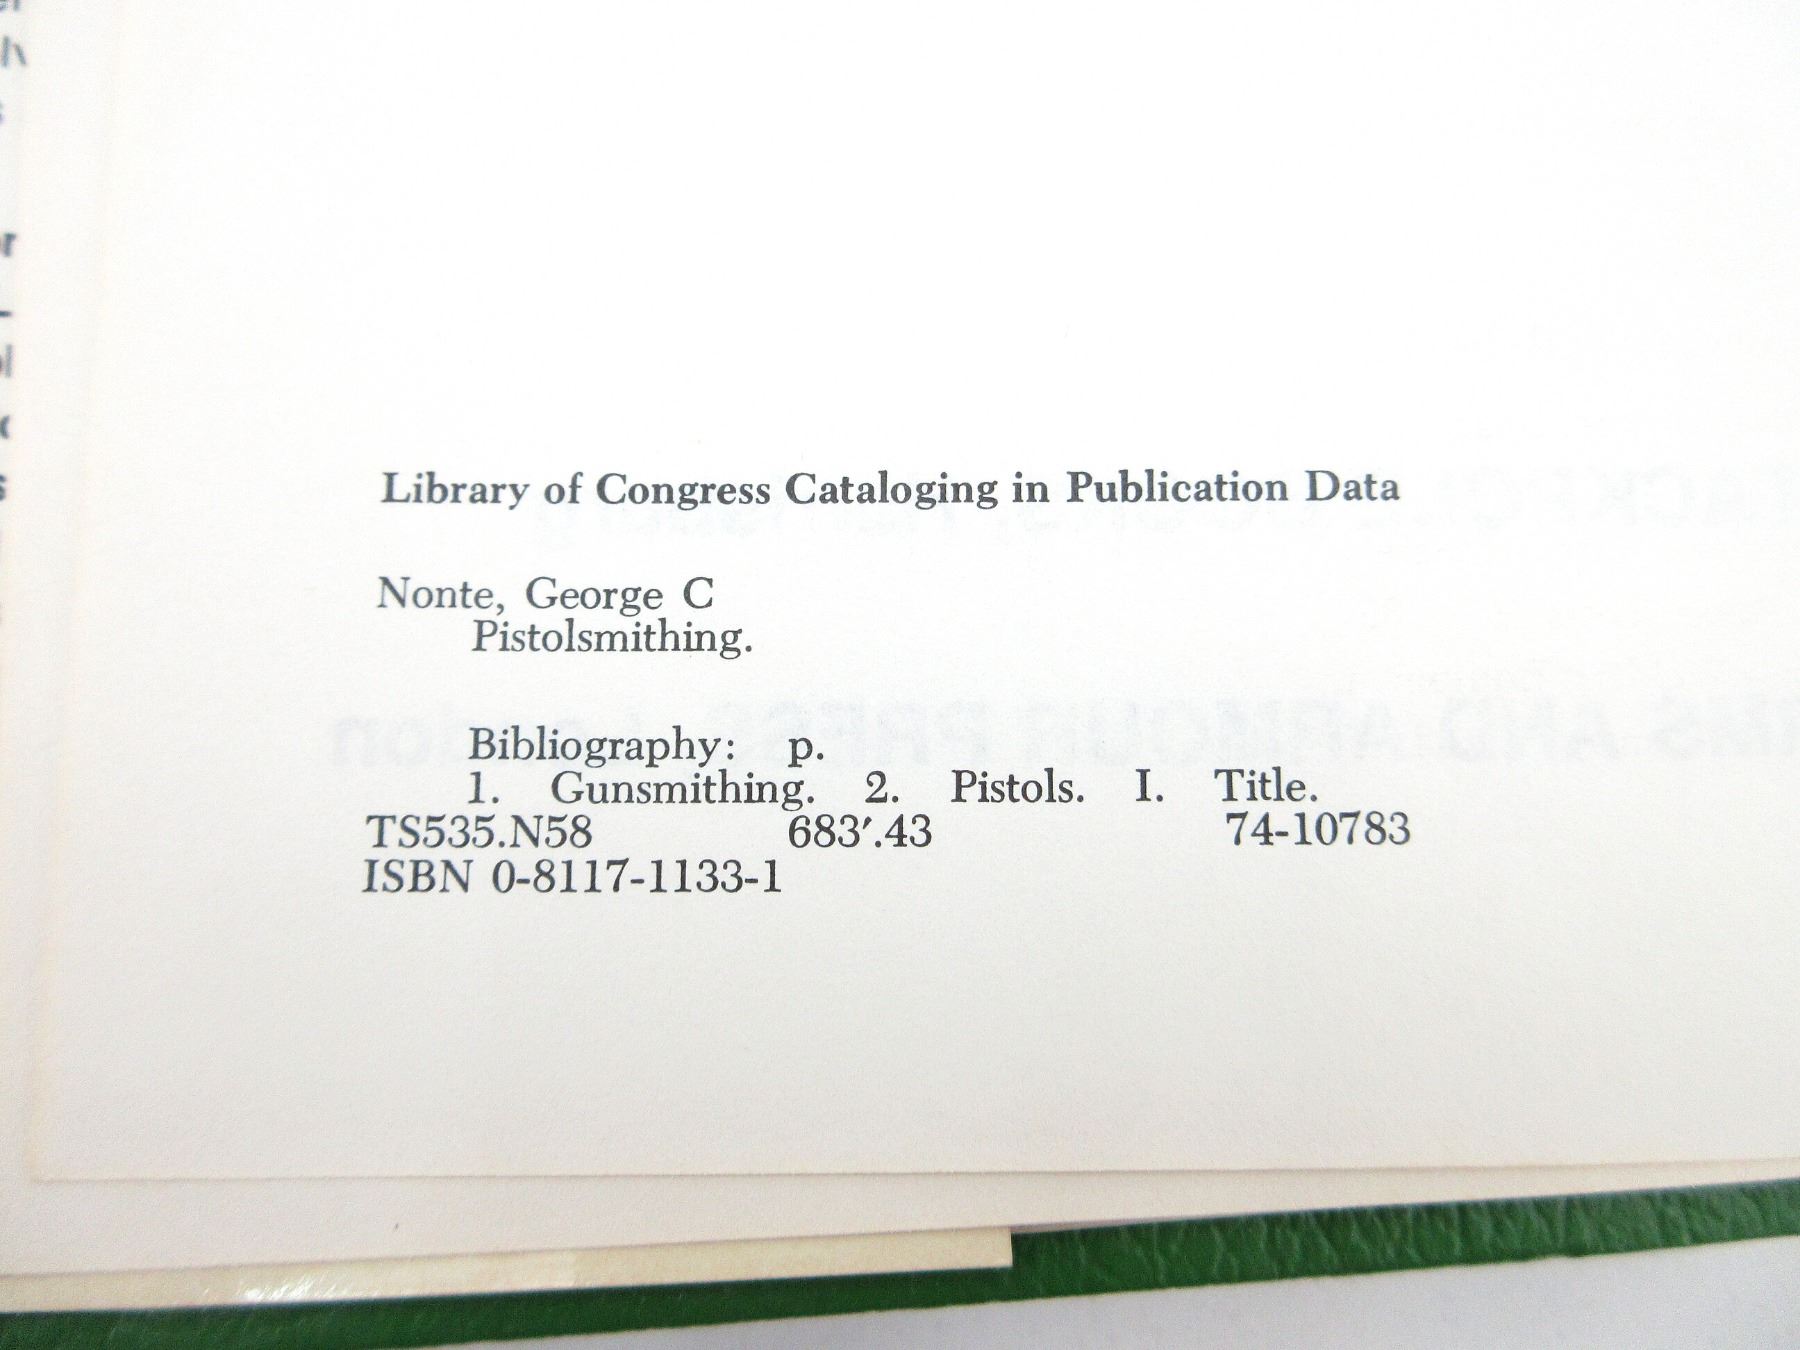 Library of Congress Cataloging in Publication Data
Nonte, George C
Pistolsmithing.
Bibliography: p.
1. Gunsmithing. 2. Pistols. I. Title.
TS535.N58 683′.43 74-10783
ISBN 0-8117-1133-1